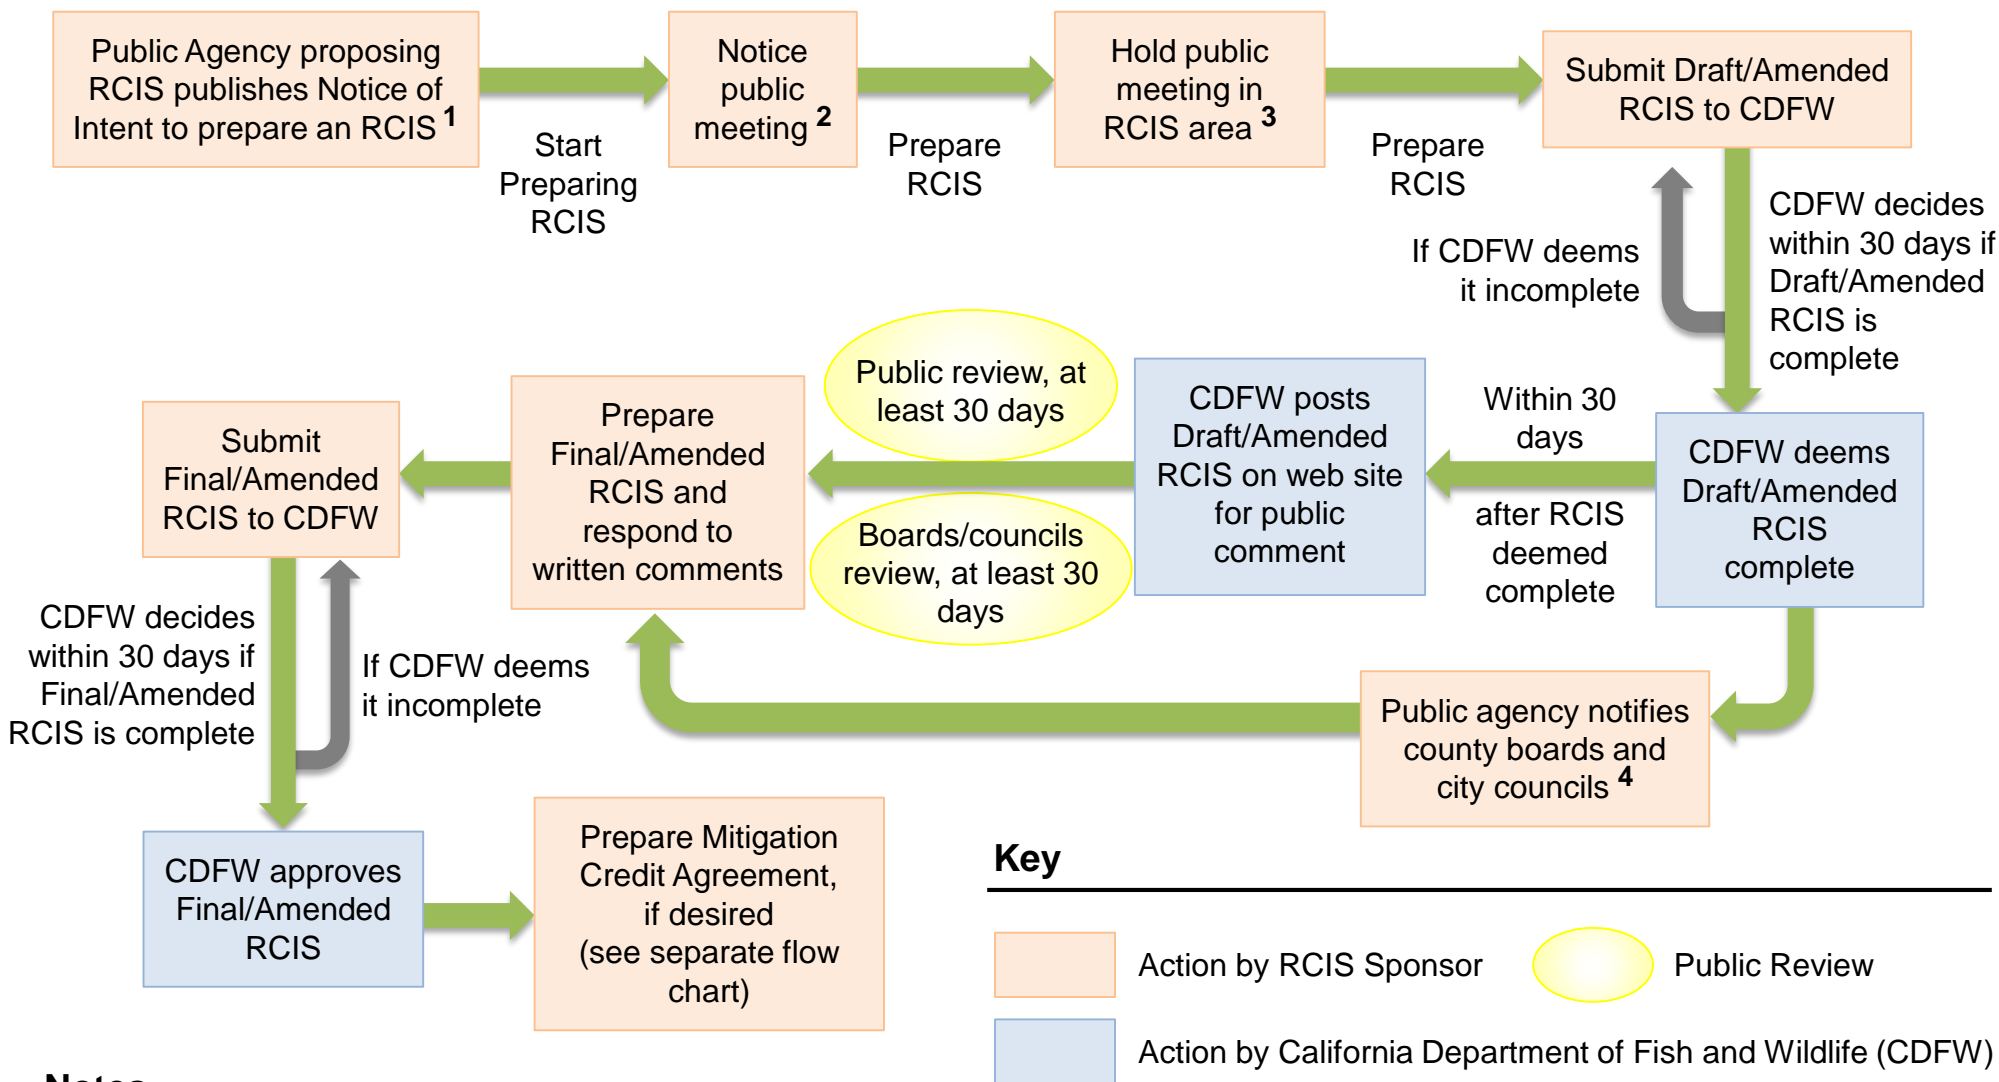 Public Agency proposing
RCIS publishes Notice of
Intent to prepare an RCIS 1
Start
Preparing
RCIS
Notice
public
meeting 2
Prepare
RCIS
Hold public
meeting in
RCIS area 3
Prepare
RCIS
Submit Draft/Amended
RCIS to CDFW
If CDFW deems
it incomplete
CDFW decides
within 30 days if
Draft/Amended
RCIS is
complete
CDFW deems
Draft/Amended
RCIS
complete
Within 30
days
after RCIS
deemed
complete
CDFW posts
Draft/Amended
RCIS on web site
for public
comment
Public review, at
least 30 days
Boards/councils
review, at least 30
days
Public agency notifies
county boards and
city councils 4
Prepare
Final/Amended
RCIS and
respond to
written comments
Submit
Final/Amended
RCIS to CDFW
CDFW decides
within 30 days if
Final/Amended
RCIS is complete
If CDFW deems
it incomplete
CDFW approves
Final/Amended
RCIS
Prepare Mitigation
Credit Agreement,
if desired
(see separate flow
chart)
Key
Action by RCIS Sponsor
Public Review
Action by California Department of Fish and Wildlife (CDFW)
Notes